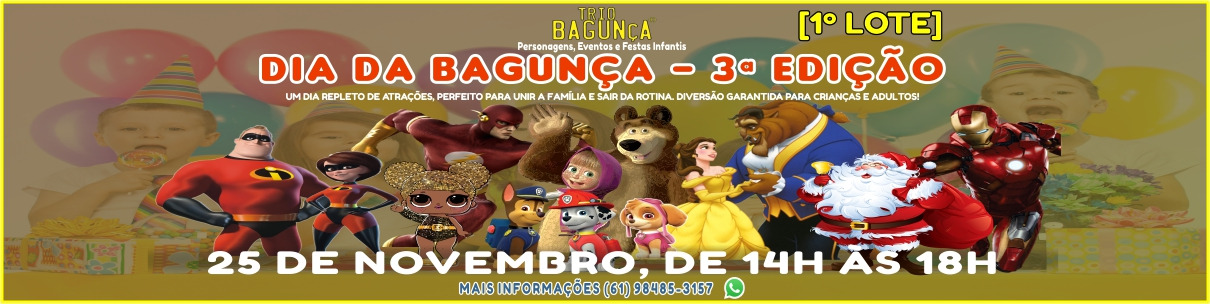 TRIO
BAGUNÇA
Personagens, Eventos e Festas Infantis
[1º LOTE]
DIA DA BAGUNÇA - 3ª EDIÇÃO
UM DIA REPLETO DE ATRAÇÕES, PERFEITO PARA UNIR A FAMÍLIA E SAIR DA ROTINA. DIVERSÃO GARANTIDA PARA CRIANÇAS E ADULTOS!
25 DE NOVEMBRO, DE 14H ÀS 18H
MAIS INFORMAÇÕES (61) 98485-3157